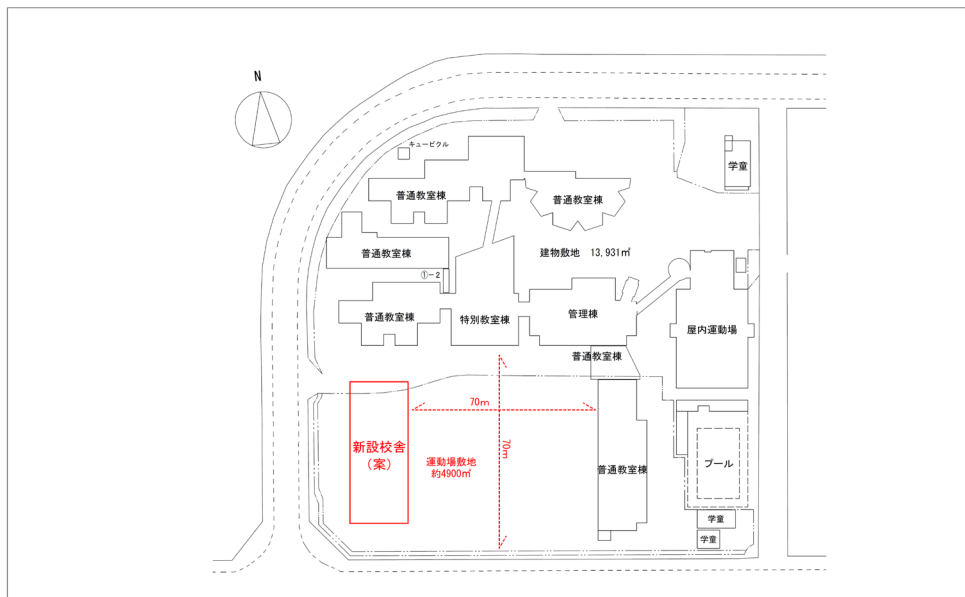 N
キュービクル
学童
普通教室棟
普通教室棟
普通教室棟
建物敷地 13,931㎡
①-2
普通教室棟
特別教室棟
管理棟
屋内運動場
普通教室棟
70m
70m
新設校舎
(案)
運動場敷地
約4900㎡
普通教室棟
プール
学童
学童